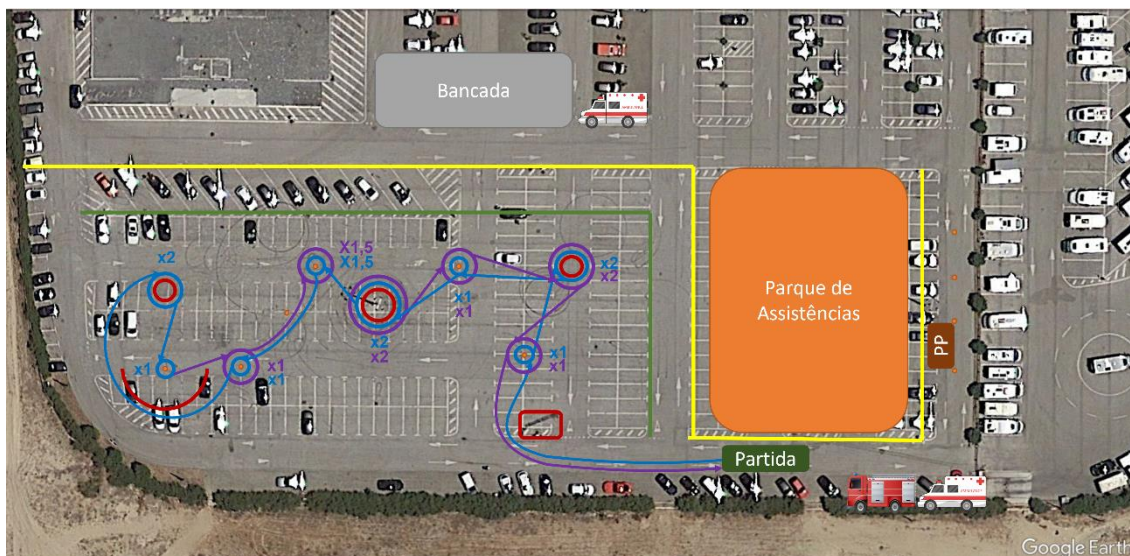 Bancada
X1,5
X1,5
x2
x2
x2
x1
x1
Parque de
Assistências
x2
x2
x1
x1
x1
x1
x1
PP
Partida
Google Earth